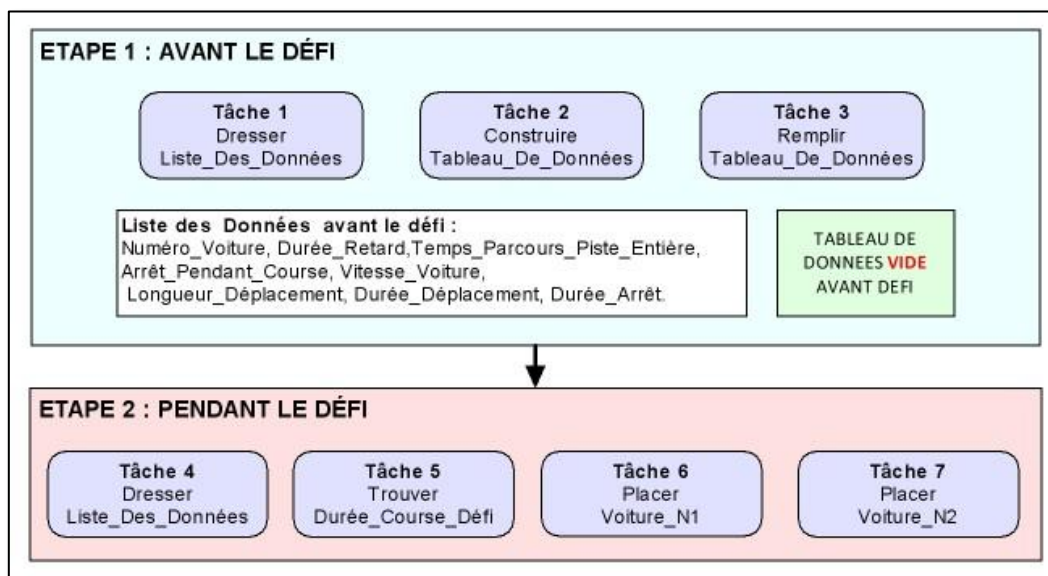 ETAPE 1 : AVANT LE DÉFI
Tâche 1
Dresser
Liste_Des_Données
Tâche 2
Construire
Tableau_De_Données
Tâche 3
Remplir
Tableau_De_Données
Liste des Données avant le défi :
Numéro_Voiture, Durée_Retard,Temps_Parcours_Piste_Entière,
Arrêt_Pendant_Course, Vitesse_Voiture,
Longueur_Déplacement, Durée_Déplacement, Durée_Arrêt.
TABLEAU DE
DONNEES VIDE
AVANT DEFI
ETAPE 2 : PENDANT LE DÉFI
Tâche 4
Dresser
Liste_Des_Données
Tâche 5
Trouver
Durée_Course_Défi
Tâche 6
Placer
Voiture_N1
Tâche 7
Placer
Voiture_N2